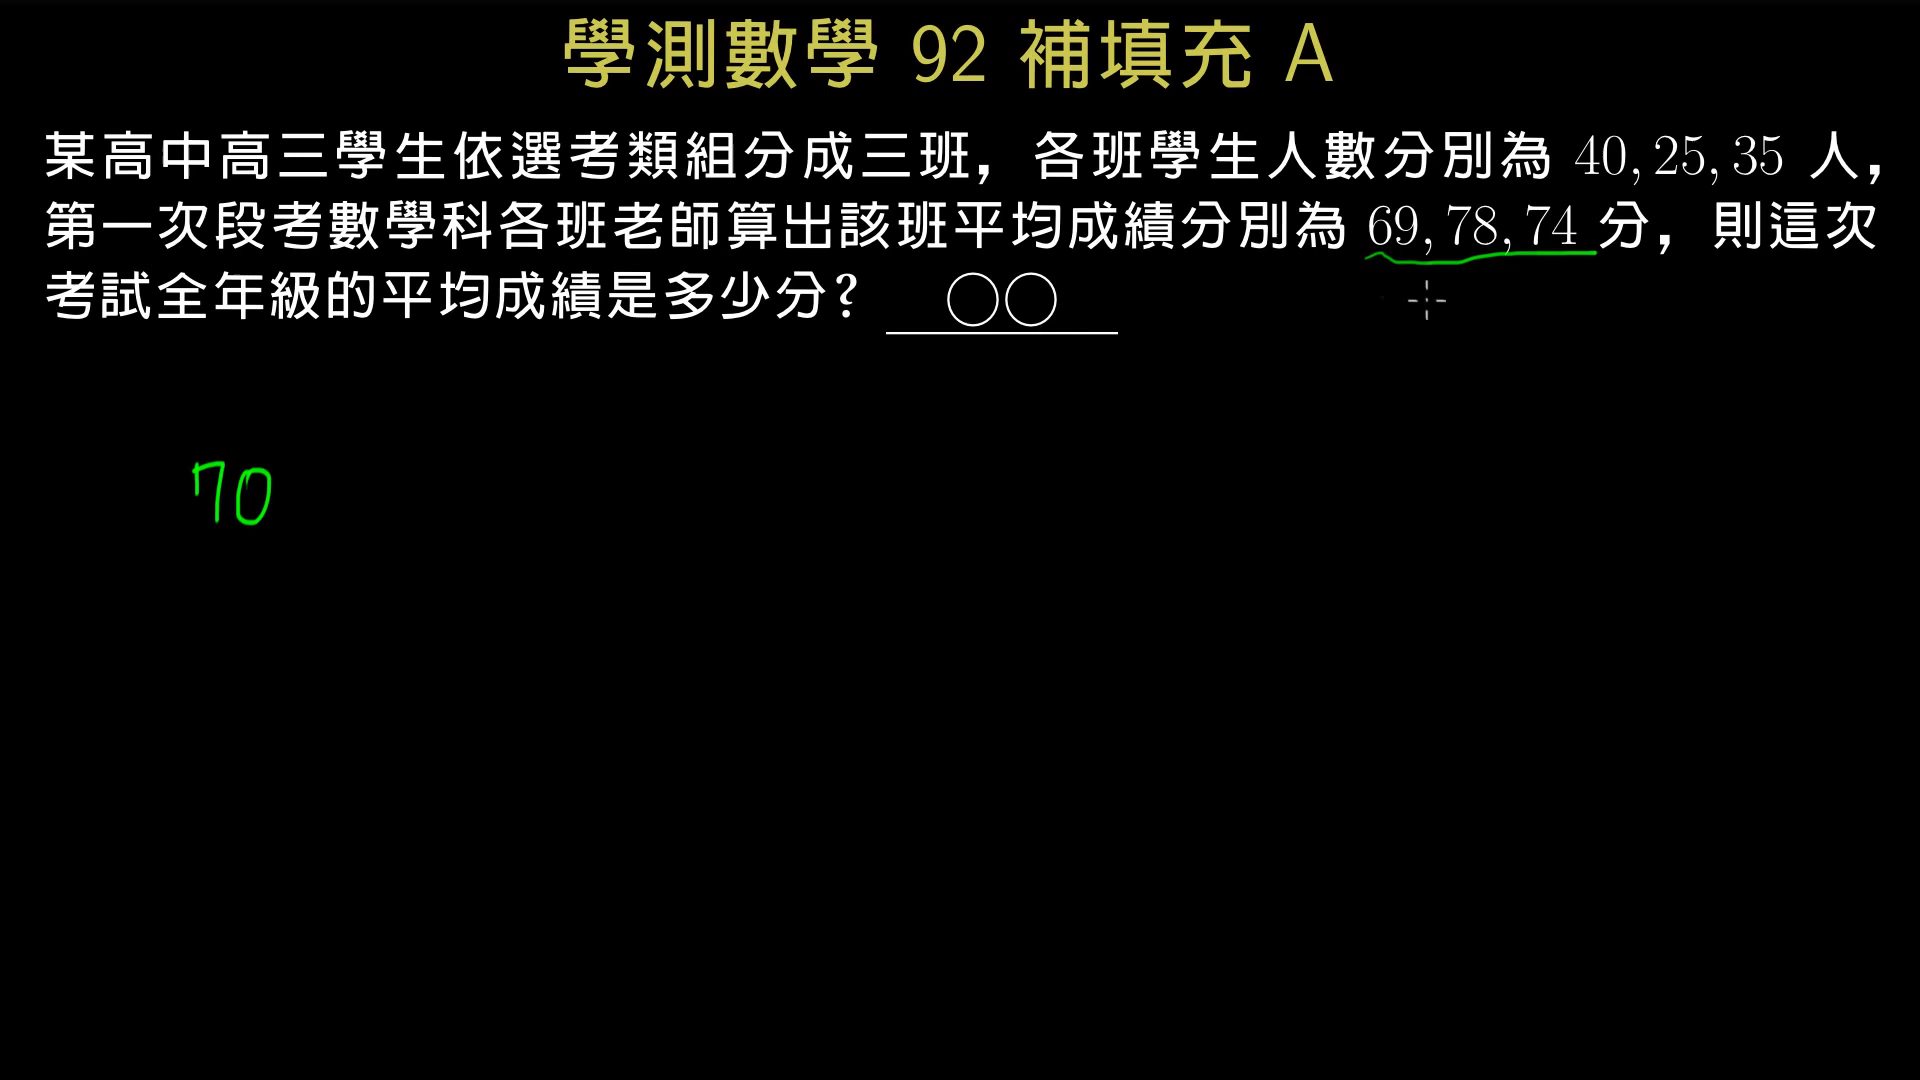 學測數學 92 補填充 A
某高中高三學生依選考類組分成三班，各班學生人數分別為 40, 25, 35 人，
第一次段考數學科各班老師算出該班平均成績分別為 69, 78, 74 分，則這次
考試全年級的平均成績是多少分？ ○○
70